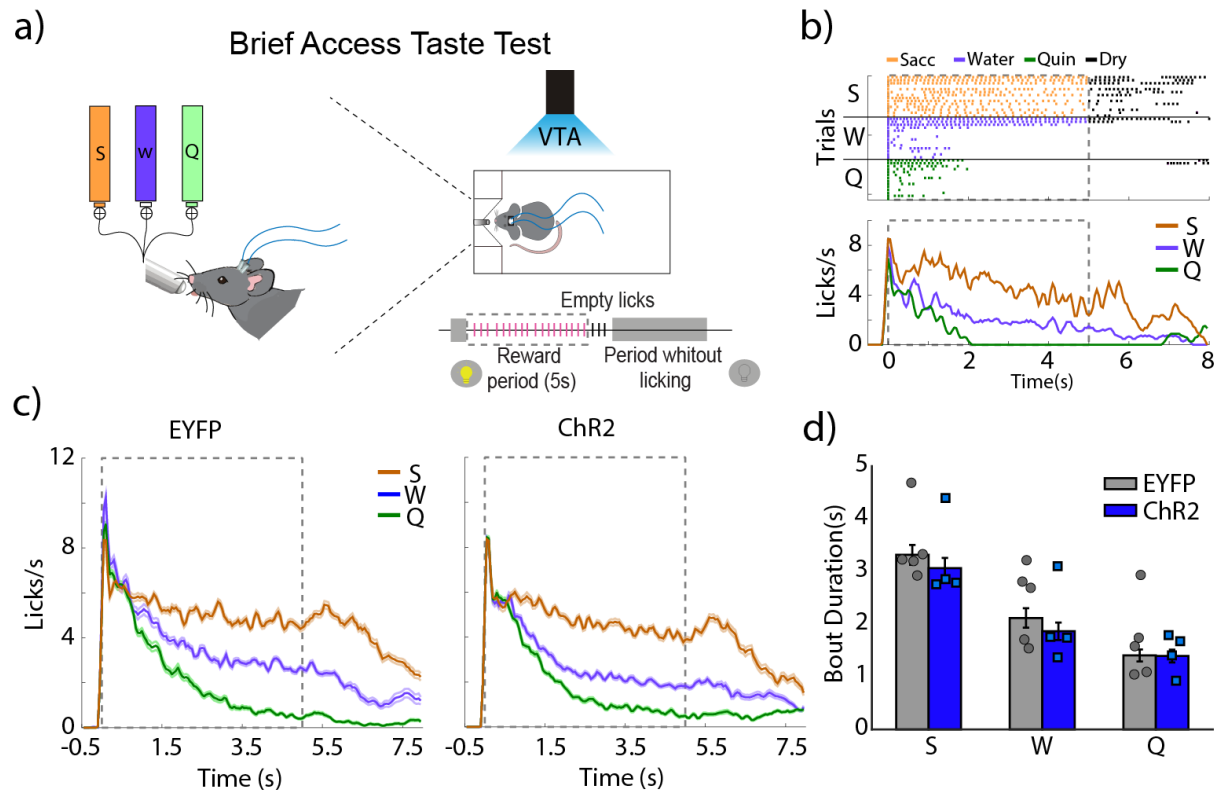 a)
Brief Access Taste Test
S
w
Q
VTA
Empty licks
Reward
period (5s)
Period whitout
licking
b)
Sacc Water Quin Dry
Trials
S
W
Q
Licks/s
8
4
0
S
W
Q
0 2 4 6 8
Time(s)
c)
EYFP
Licks/s
12
8
4
0
S
W
Q
-0.5 1.5 3.5 5.5 7.5
Time (s)
ChR2
S
W
Q
-0.5 1.5 3.5 5.5 7.5
Time (s)
d)
Bout Duration(s)
5
4
3
2
1
0
EYFP
ChR2
S W Q